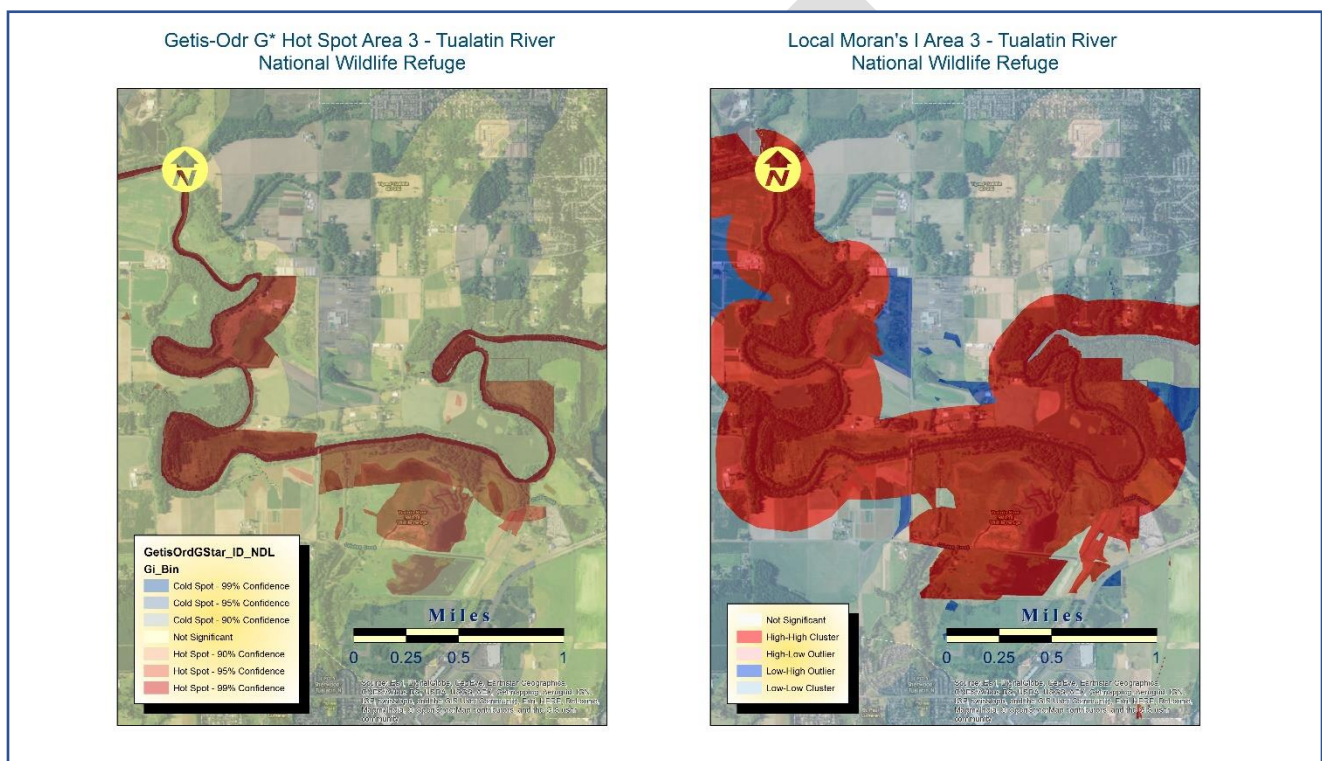 Getis-Odr G* Hot Spot Area 3 - Tualatin River
National Wildlife Refuge
N
GetisOrdGStar_ID_NDL
Gi_Bin
Cold Spot - 99% Confidence
Cold Spot - 95% Confidence
Cold Spot - 90% Confidence
Not Significant
Hot Spot - 90% Confidence
Hot Spot - 95% Confidence
Hot Spot - 99% Confidence
Miles
0 0.25 0.5 1
community
Local Moran's I Area 3 - Tualatin River
National Wildlife Refuge
N
Not Significant
High-High Cluster
High-Low Outlier
Low-High Outlier
Low-Low Cluster
Miles
0 0.25 0.5 1
community